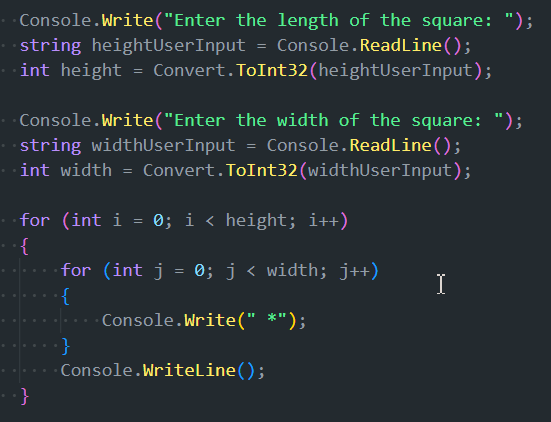 Console.Write("Enter the length of the square: ");
string heightUserInput = Console.ReadLine();
int height = Convert.ToInt32(heightUserInput);

Console.Write("Enter the width of the square: ");
string widthUserInput = Console.ReadLine();
int width = Convert.ToInt32(widthUserInput);

for (int i = 0; i < height; i++)
{
    for (int j = 0; j < width; j++)
    {
        Console.Write(" *");
    }
    Console.WriteLine();
}